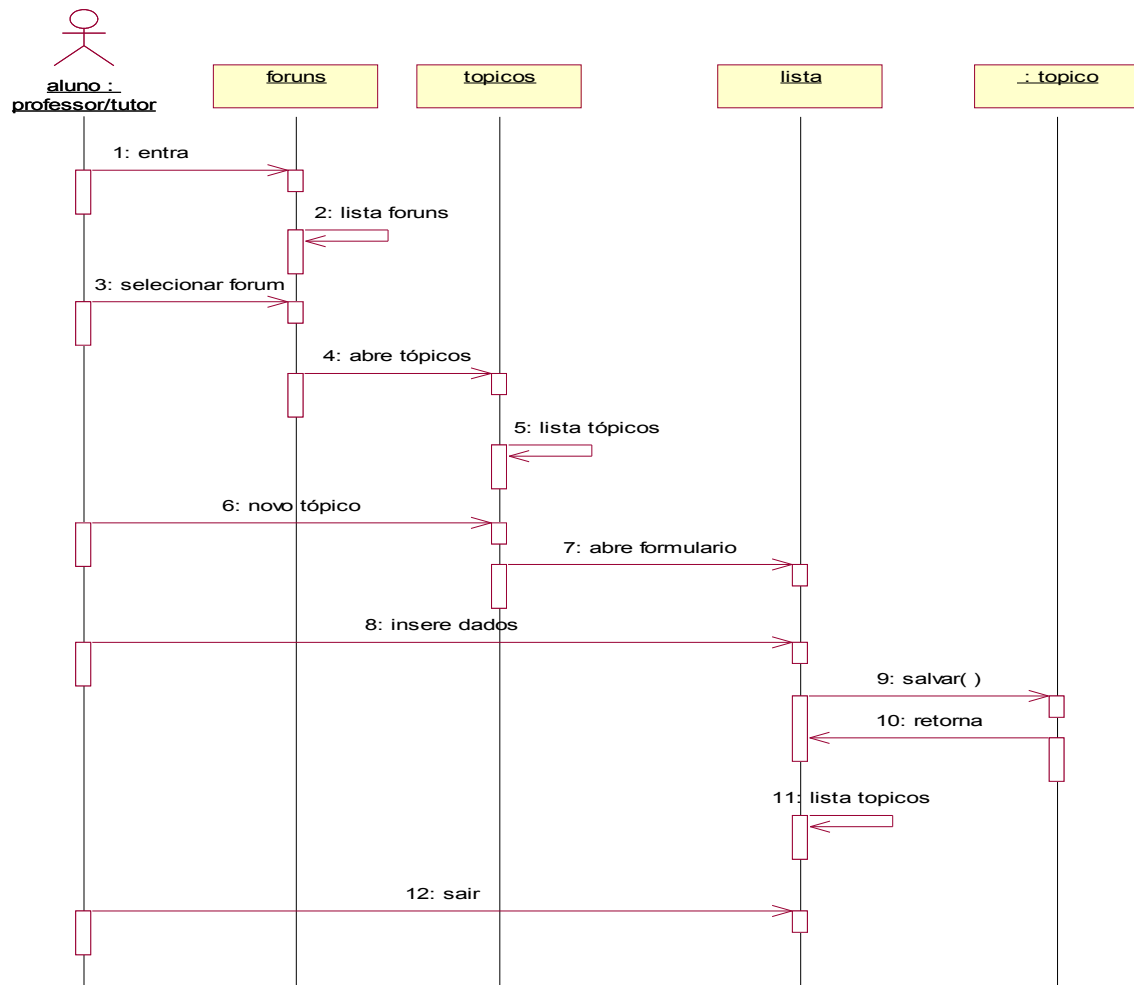 aluno :
professor/tutor
foruns
topicos
lista
: topico
1: entra
2: lista foruns
3: selecionar forum
4: abre tópicos
5: lista tópicos
6: novo tópico
7: abre formulario
8: insere dados
9: salvar( )
10: retorna
11: lista topicos
12: sair